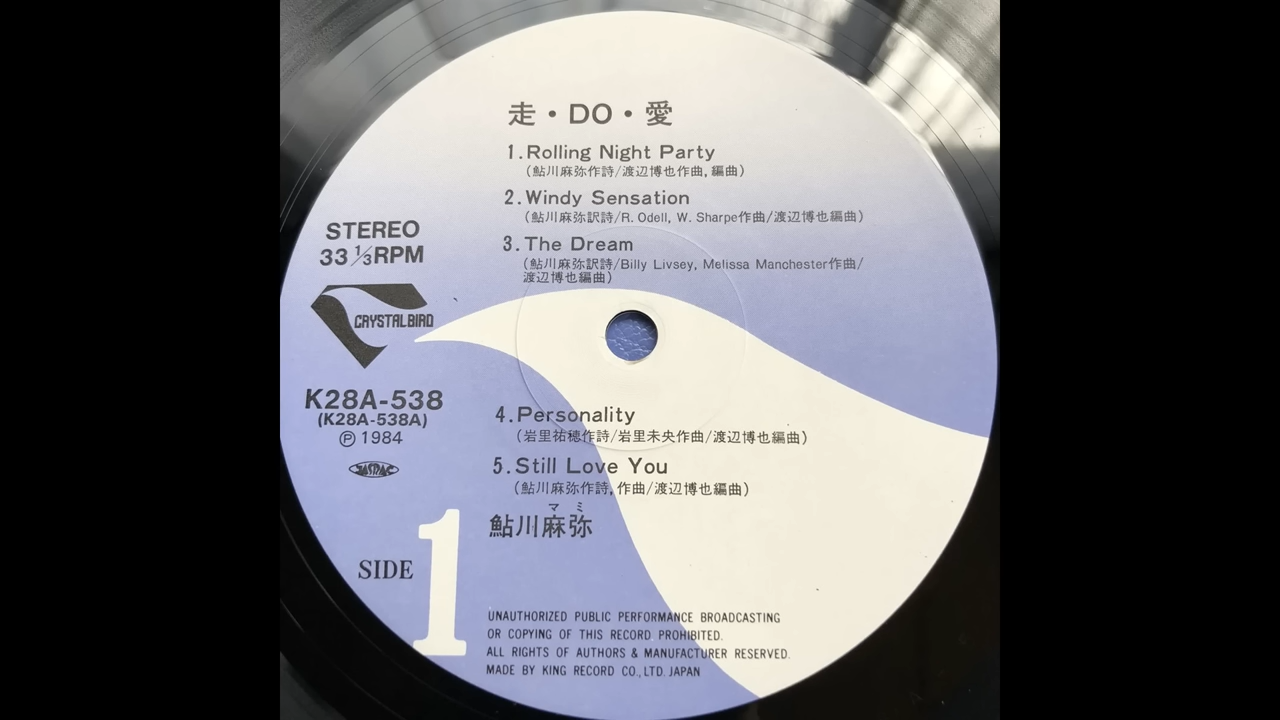 走・DO・愛
1.Rolling Night Party
(鮎川麻弥作詩/渡辺博也作曲,編曲)
2.Windy Sensation
(鮎川麻弥訳詩/R. Odell, W. Sharpe作曲/渡辺博也編曲)
3.The Dream
(鮎川麻弥訳詩/Billy Livsey, Melissa Manchester作曲/
渡辺博也編曲)
STEREO
33 1/3RPM
CRYSTAL BIRD
K28A-538
(K28A-538A)
Ⓟ 1984
JASRAC
4.Personality
(岩里祐穂作詩/岩里未央作曲/渡辺博也編曲)
5.Still Love You
(鮎川麻弥作詩,作曲/渡辺博也編曲)
マ ミ
鮎川麻弥
SIDE 1
UNAUTHORIZED PUBLIC PERFORMANCE BROADCASTING
OR COPYING OF THIS RECORD PROHIBITED.
ALL RIGHTS OF AUTHORS & MANUFACTURER RESERVED.
MADE BY KING RECORD CO., LTD. JAPAN